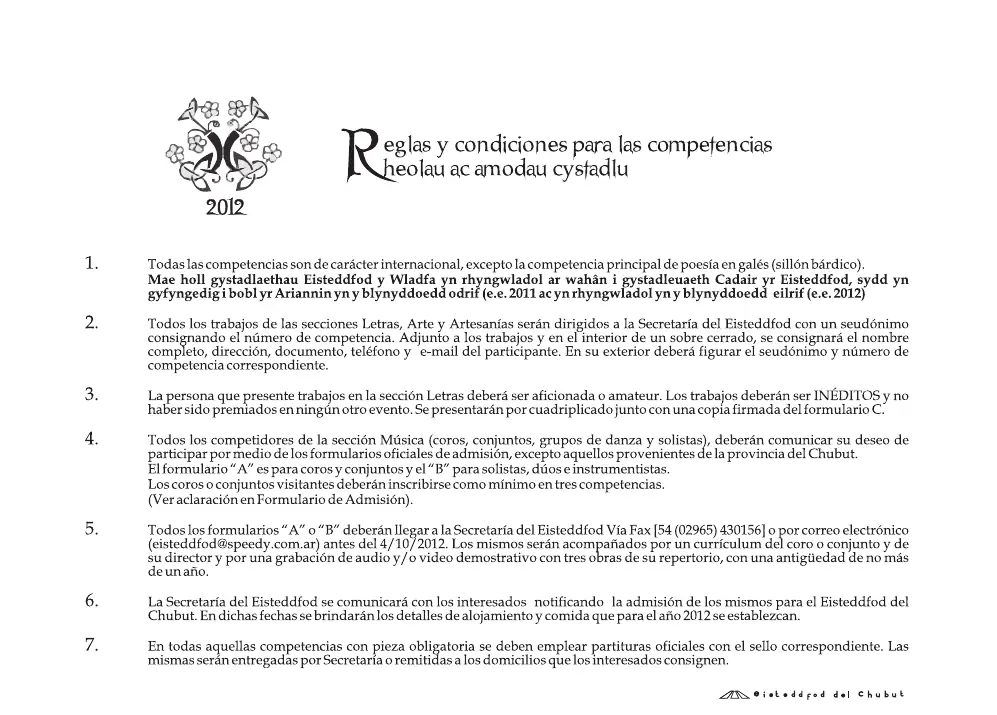 2012
Reglas y condiciones para las competencias
Rheolau ac amodau cystadlu
1. Todas las competencias son de carácter internacional, excepto la competencia principal de poesía en galés (sillón bárdico).
Mae holl gystadlaethau Eisteddfod y Wladfa yn rhyngwladol ar wahân i gystadleuaeth Cadair yr Eisteddfod, sydd yn
gyfyngedig i bobl yr Ariannin yn y blynyddoedd odrif (e.e. 2011 ac yn rhyngwladol yn y blynyddoedd eilrif (e.e. 2012)
2. Todos los trabajos de las secciones Letras, Arte y Artesanías serán dirigidos a la Secretaría del Eisteddfod con un seudónimo
consignando el número de competencia. Adjunto a los trabajos y en el interior de un sobre cerrado, se consignará el nombre
completo, dirección, documento, teléfono y e-mail del participante. En su exterior deberá figurar el seudónimo y número de
competencia correspondiente.
3. La persona que presente trabajos en la sección Letras deberá ser aficionada o amateur. Los trabajos deberán ser INÉDITOS y no
haber sido premiados en ningún otro evento. Se presentarán por cuadriplicado junto con una copia firmada del formulario C.
4. Todos los competidores de la sección Música (coros, conjuntos, grupos de danza y solistas), deberán comunicar su deseo de
participar por medio de los formularios oficiales de admisión, excepto aquellos provenientes de la provincia del Chubut.
El formulario "A" es para coros y conjuntos y el "B" para solistas, dúos e instrumentistas.
Los coros o conjuntos visitantes deberán inscribirse como mínimo en tres competencias.
(Ver aclaración en Formulario de Admisión).
5. Todos los formularios "A" o "B" deberán llegar a la Secretaría del Eisteddfod Vía Fax [54 (02965) 430156] o por correo electrónico
(eisteddfod@speedy.com.ar) antes del 4/10/2012. Los mismos serán acompañados por un currículum del coro o conjunto y de
su director y por una grabación de audio y/o video demostrativo con tres obras de su repertorio, con una antigüedad de no más
de un año.
6. La Secretaría del Eisteddfod se comunicará con los interesados notificando la admisión de los mismos para el Eisteddfod del
Chubut. En dichas fechas se brindarán los detalles de alojamiento y comida que para el año 2012 se establezcan.
7. En todas aquellas competencias con pieza obligatoria se deben emplear partituras oficiales con el sello correspondiente. Las
mismas serán entregadas por Secretaría o remitidas a los domicilios que los interesados consignen.
eisteddfod del Chubut